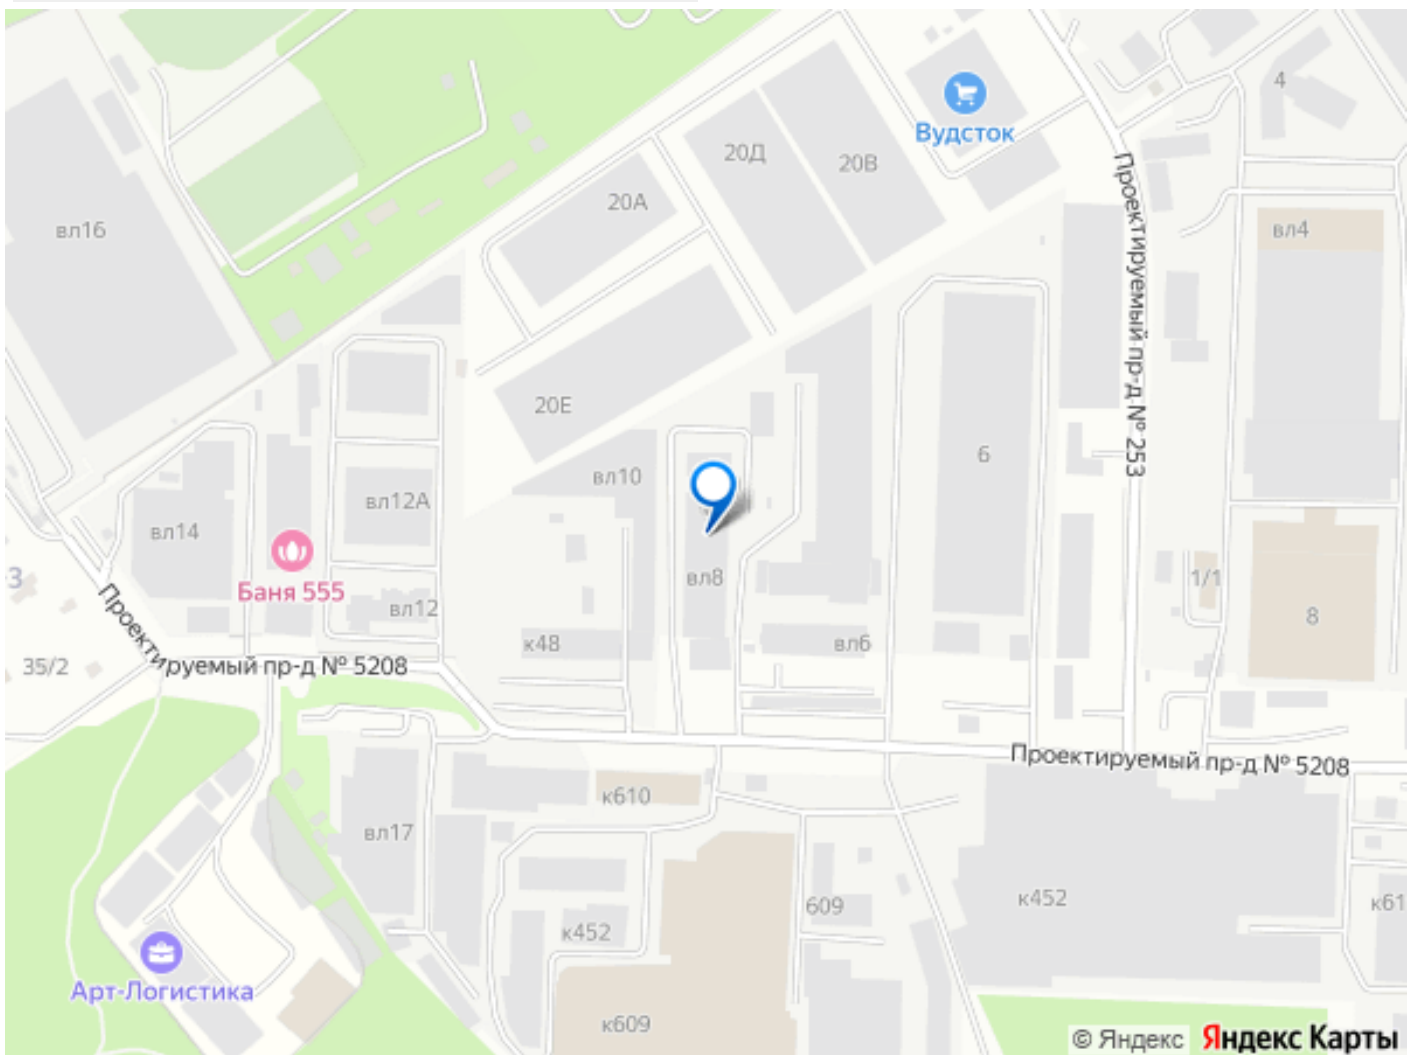 Вудсток
4
20Д
20В
20А
вл16
вл4
Проектируемый пр-д № 253
20Е
6
вл10
вл12А
вл14
Баня 555
вл8
1/1
вл12
8
к48
вл6
35/2
Проектируемый пр-д № 5208
Проектируемый пр-д № 5208
к610
вл17
609
к452
к61
к452
Арт-Логистика
к609
© Яндекс Яндекс Карты